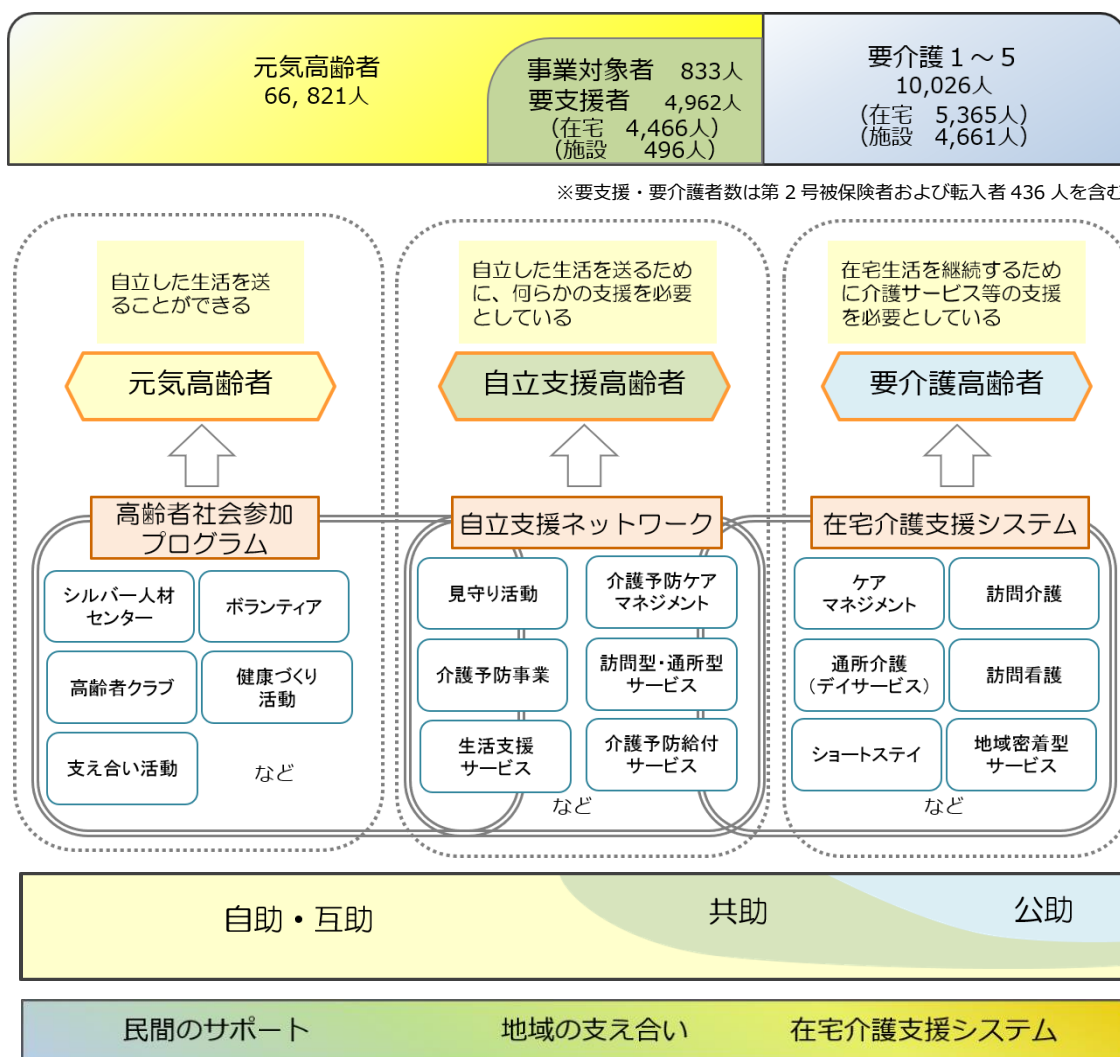 元気高齢者
66, 821人
事業対象者 833人
要支援者 4,962人
(在宅 4,466人)
(施設 496人)
要介護1～5
10,026人
(在宅 5,365人)
(施設 4,661人)
※要支援・要介護者数は第2号被保険者および転入者436人を含む
自立した生活を送
ることができる
元気高齢者
高齢者社会参加
プログラム
シルバー人材
センター
ボランティア
高齢者クラブ
健康づくり
活動
支え合い活動
など
自立した生活を送るため
に、何らかの支援を必要
としている
自立支援高齢者
自立支援ネットワーク
見守り活動
介護予防ケア
マネジメント
介護予防事業
訪問型・通所型
サービス
生活支援
サービス
介護予防給付
サービス
など
在宅生活を継続するため
に介護サービス等の支援
を必要としている
要介護高齢者
在宅介護支援システム
ケア
マネジメント
訪問介護
通所介護
(デイサービス)
訪問看護
ショートステイ
地域密着型
サービス
など
自助・互助
共助
公助
民間のサポート
地域の支え合い
在宅介護支援システム